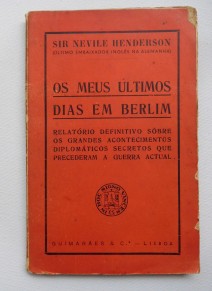 SIR NEVILE HENDERSON
ÚLTIMO EMBAIXADOR INGLÊS NA ALEMANHA
OS MEUS ULTIMOS
DIAS EM BERLIM
RELATÓRIO DEFINITIVO SÔBRE
OS GRANDES ACONTECIMENTOS
DIPLOMÁTICOS SECRETOS QUE
PRECEDERAM A GUERRA ACTUAL
GUIMARÃES & C.ª — LISBOA